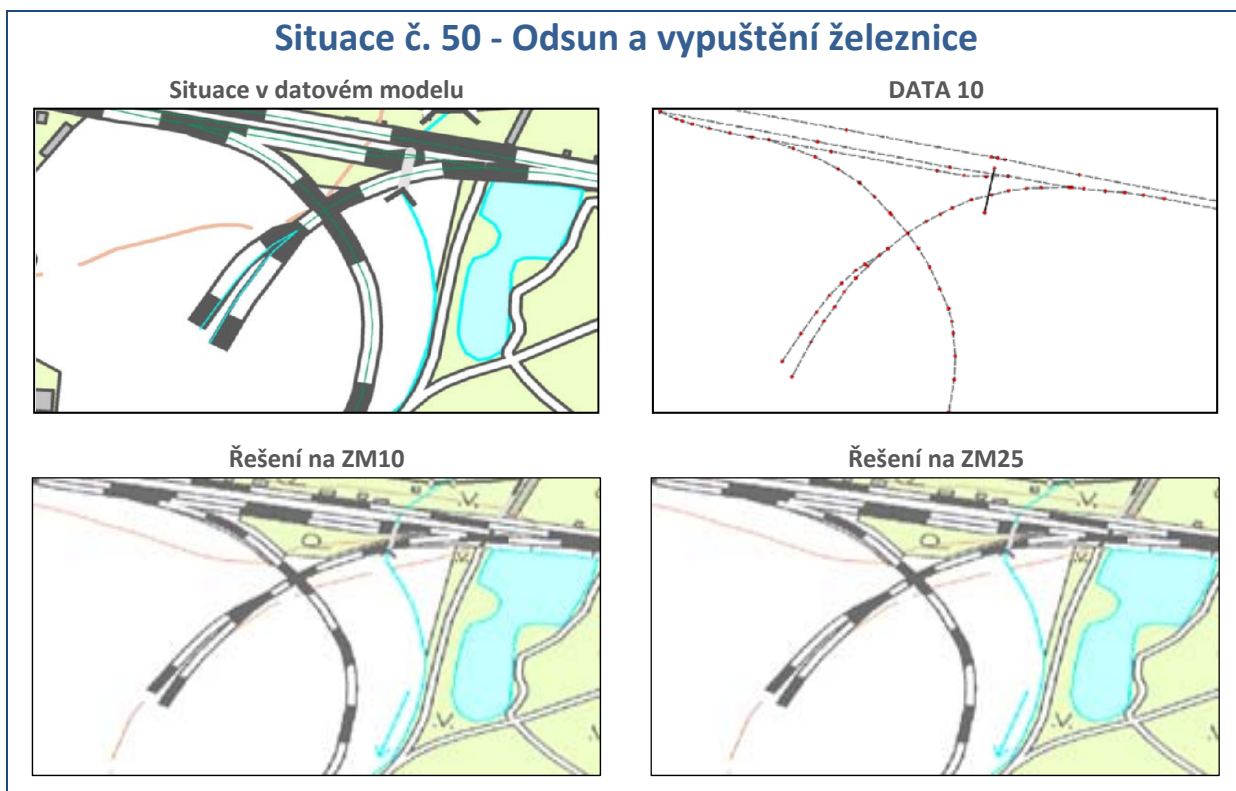 Situace č. 50 - Odsun a vypuštění železnice
Situace v datovém modelu
DATA 10
Řešení na ZM10
Řešení na ZM25
.V.
.V.
.V.
.V.